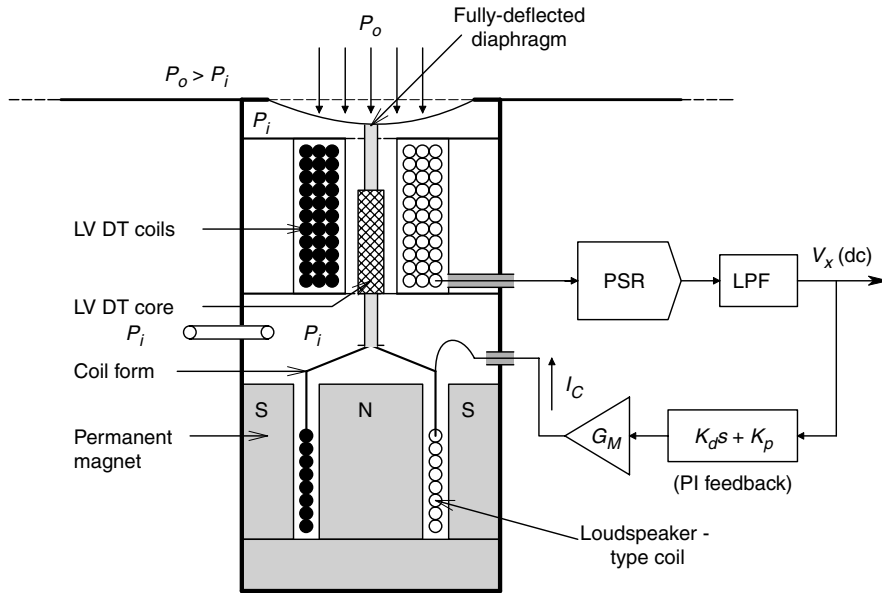 P_o
Fully-deflected
diaphragm
P_o > P_i
P_i
LV DT coils
LV DT core
PSR
LPF
V_x (dc)
P_i
P_i
Coil form
I_C
S
N
S
Permanent
magnet
G_M
K_d s + K_p
(PI feedback)
Loudspeaker -
type coil